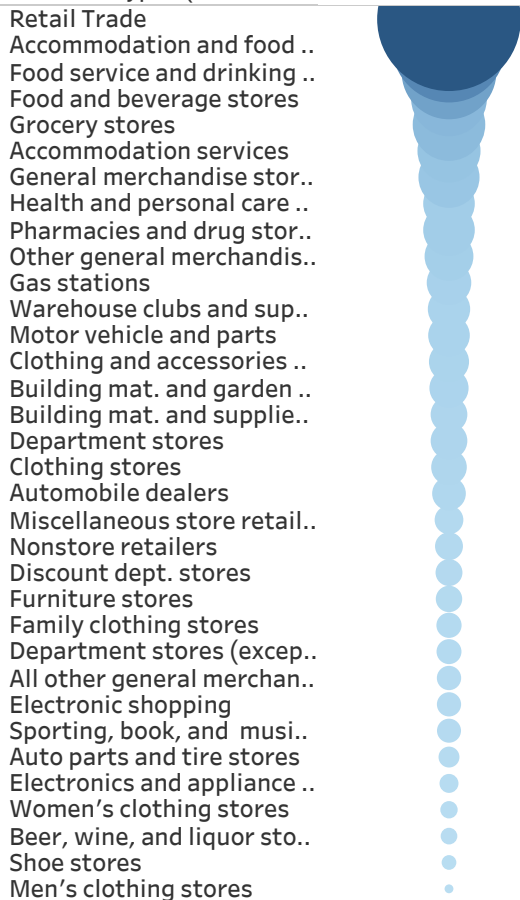 Retail Trade
Accommodation and food ..
Food service and drinking ..
Food and beverage stores
Grocery stores
Accommodation services
General merchandise stor..
Health and personal care ..
Pharmacies and drug stor..
Other general merchandis..
Gas stations
Warehouse clubs and sup..
Motor vehicle and parts
Clothing and accessories ..
Building mat. and garden ..
Building mat. and supplie..
Department stores
Clothing stores
Automobile dealers
Miscellaneous store retail..
Nonstore retailers
Discount dept. stores
Furniture stores
Family clothing stores
Department stores (excep..
All other general merchan..
Electronic shopping
Sporting, book, and  musi..
Auto parts and tire stores
Electronics and appliance ..
Women’s clothing stores
Beer, wine, and liquor sto..
Shoe stores
Men’s clothing stores